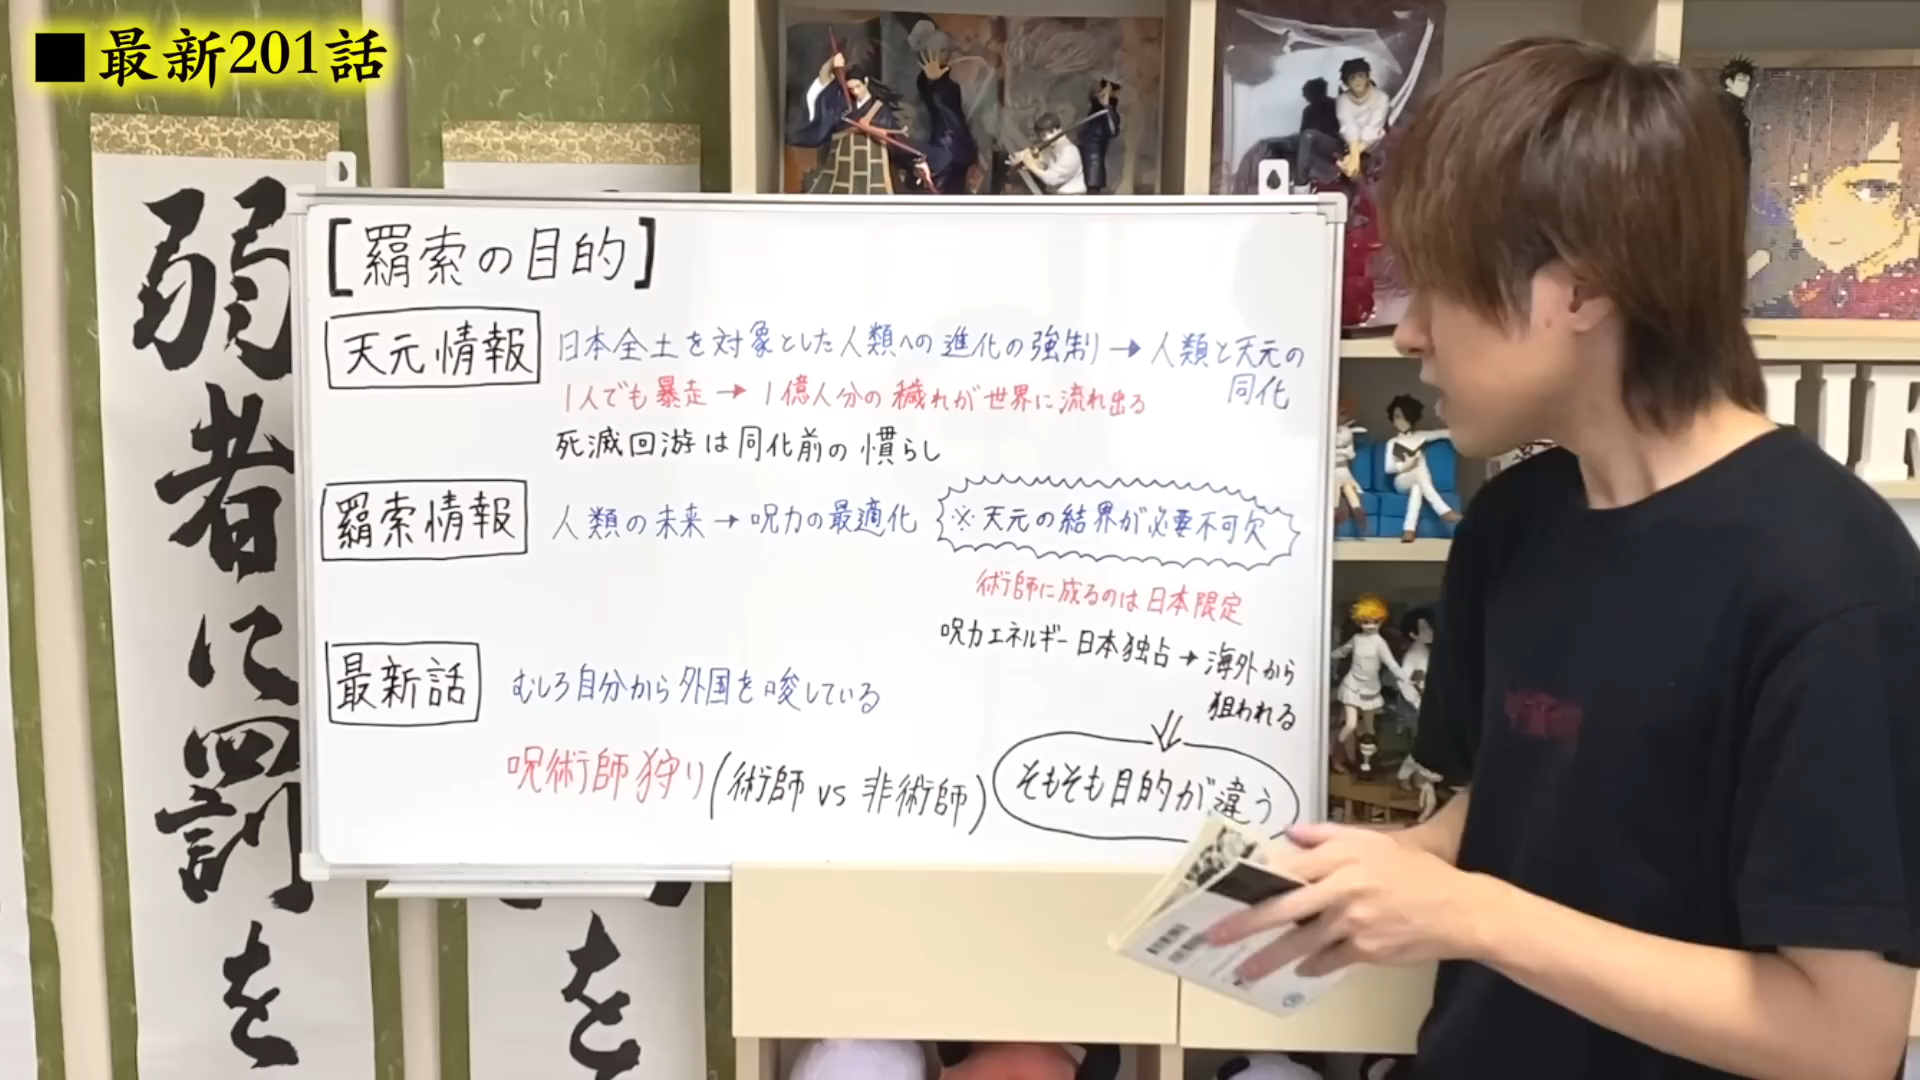 ■最新201話
[羂索の目的]
天元情報
日本全土を対象とした人類への進化の強制→人類と天元の
同化
1人でも暴走→1億人分の穢れが世界に流れ出る
死滅回游は同化前の慣らし
羂索情報
人類の未来→呪力の最適化
※天元の結界が必要不可欠
術師に成るのは日本限定
呪力エネルギー日本独占→海外から
狙われる
最新話
むしろ自分から外国を唆している
呪術師狩り(術師 vs 非術師)
そもそも目的が違う
弱者に罰を
を